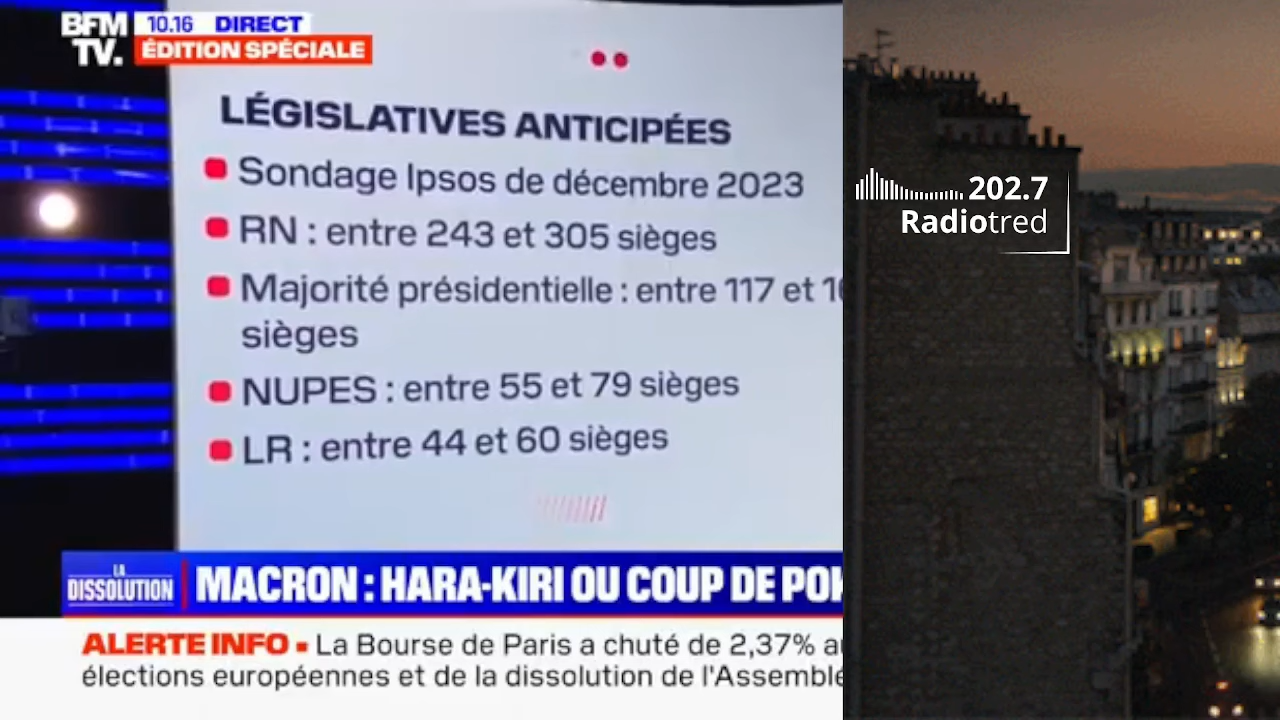 BFM
TV.
10.16 DIRECT
ÉDITION SPÉCIALE
LÉGISLATIVES ANTICIPÉES
Sondage Ipsos de décembre 2023
RN : entre 243 et 305 sièges
Majorité présidentielle : entre 117 et 1
sièges
NUPES : entre 55 et 79 sièges
LR : entre 44 et 60 sièges
LA
DISSOLUTION
MACRON : HARA-KIRI OU COUP DE PO
ALERTE INFO ▪ La Bourse de Paris a chuté de 2,37% a
élections européennes et de la dissolution de l'Assemblé
202.7
Radiotred